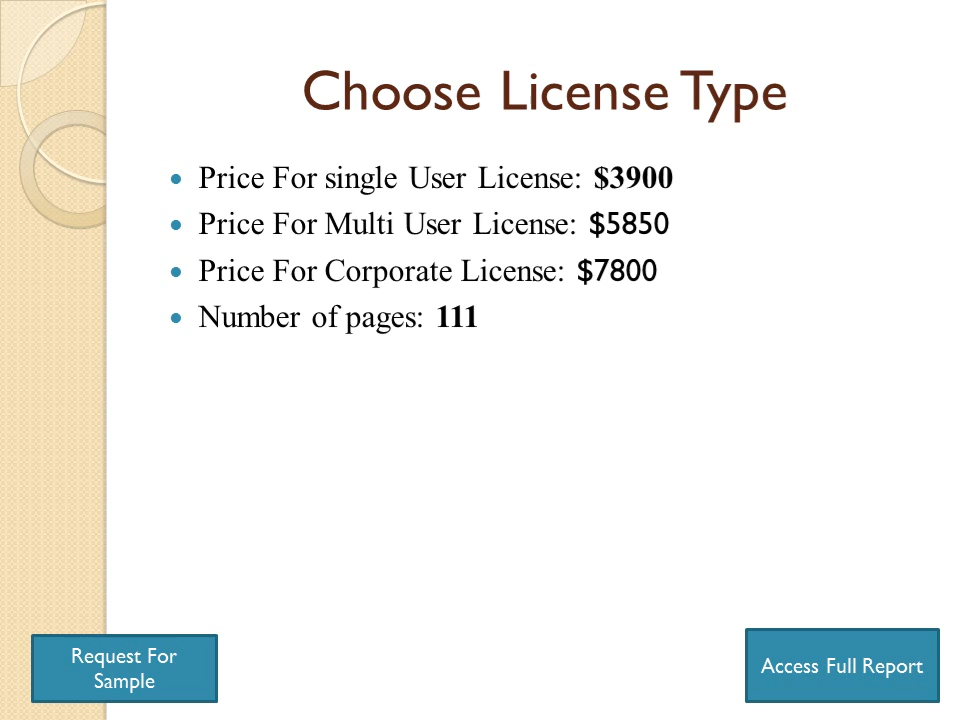 Choose License Type
Price For single User License: $3900
Price For Multi User License: $5850
Price For Corporate License: $7800
Number of pages: 111
Request For
Sample
Access Full Report